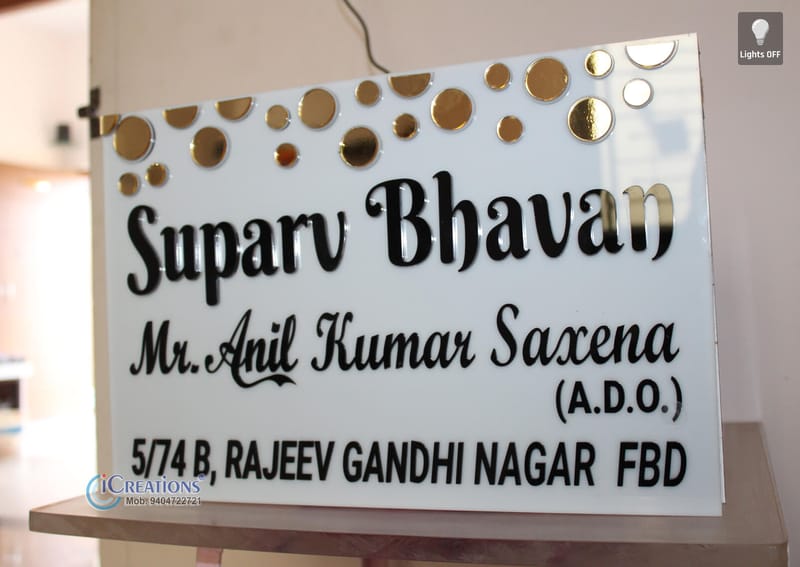 Lights OFF
Suparv Bhavan
Mr. Anil Kumar Saxena
(A.D.O.)
5/74 B, RAJEEV GANDHI NAGAR FBD
iCREATIONS
Mob: 9404722721